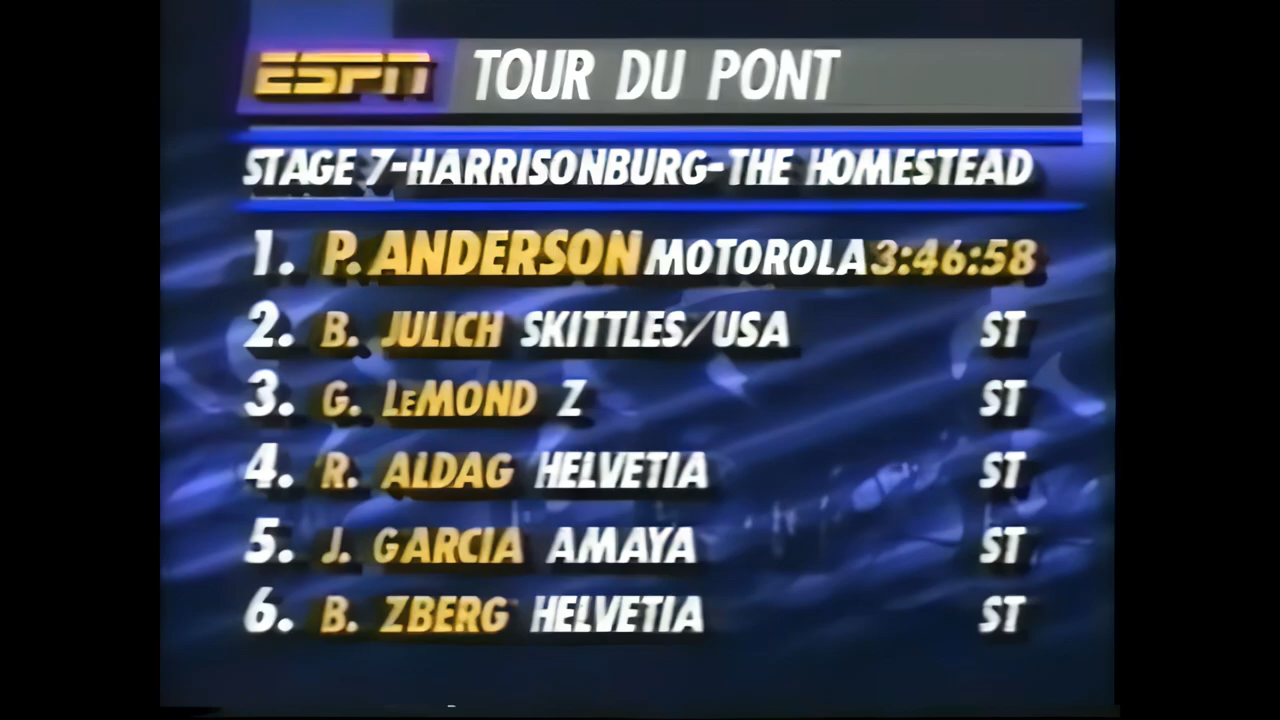 ESPN TOUR DU PONT
STAGE 7-HARRISONBURG-THE HOMESTEAD
1. P. ANDERSON MOTOROLA 3:46:58
2. B. JULICH SKITTLES/USA ST
3. G. LeMOND Z ST
4. R. ALDAG HELVETIA ST
5. J. GARCIA AMAYA ST
6. B. ZBERG HELVETIA ST